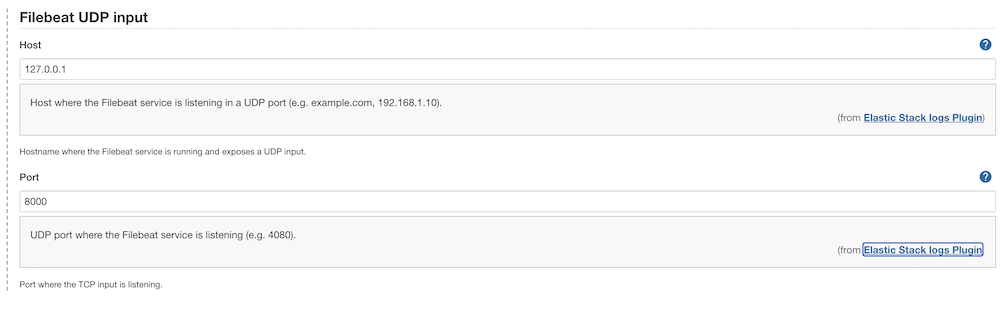 Filebeat UDP input
Host
?
127.0.0.1
Host where the Filebeat service is listening in a UDP port (e.g. example.com, 192.168.1.10).
(from Elastic Stack logs Plugin)
Hostname where the Filebeat service is running and exposes a UDP input.
Port
?
8000
UDP port where the Filebeat service is listening (e.g. 4080).
(from Elastic Stack logs Plugin
Port where the TCP input is listening.